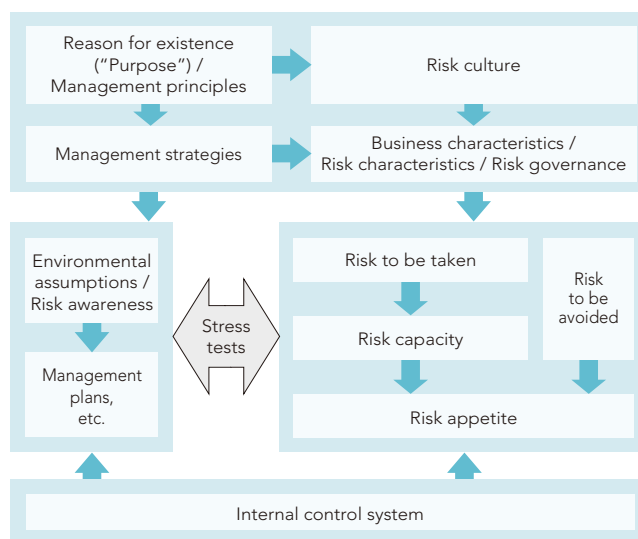 Reason for existence
(“Purpose”) /
Management principles
Risk culture
Management strategies
Business characteristics /
Risk characteristics / Risk governance
Environmental
assumptions /
Risk awareness
Management
plans,
etc.
Stress
tests
Risk to be taken
Risk capacity
Risk
to be
avoided
Risk appetite
Internal control system